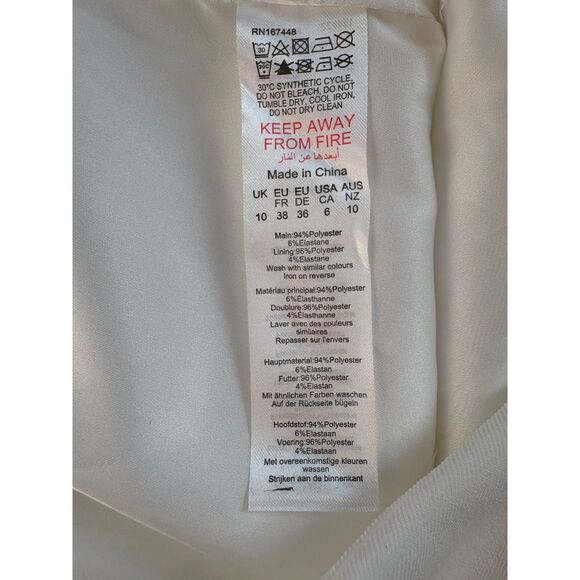 RN167448
30
30C
30°C SYNTHETIC CYCLE,
DO NOT BLEACH, DO NOT
TUMBLE DRY, COOL IRON,
DO NOT DRY CLEAN
KEEP AWAY
FROM FIRE
أبعدها عن النار
Made in China
UK EU EU USA AUS
FR DE CA NZ
10 38 36 6 10
Main:94%Polyester
6%Elastane
Lining:96%Polyester
4%Elastane
Wash with similar colours
Iron on reverse
Matériau principal:94%Polyester
6%Élasthanne
Doublure:96%Polyester
4%Élasthanne
Laver avec des couleurs
similaires
Repasser sur l'envers
Hauptmaterial:94%Polyester
6%Elastan
Futter:96%Polyester
4%Elastan
Mit ähnlichen Farben waschen
Auf der Rückseite bügeln
Hoofdstof:94%Polyester
6%Elastaan
Voering:96%Polyester
4%Elastaan
Met overeenkomstige kleuren
wassen
Strijken aan de binnenkant